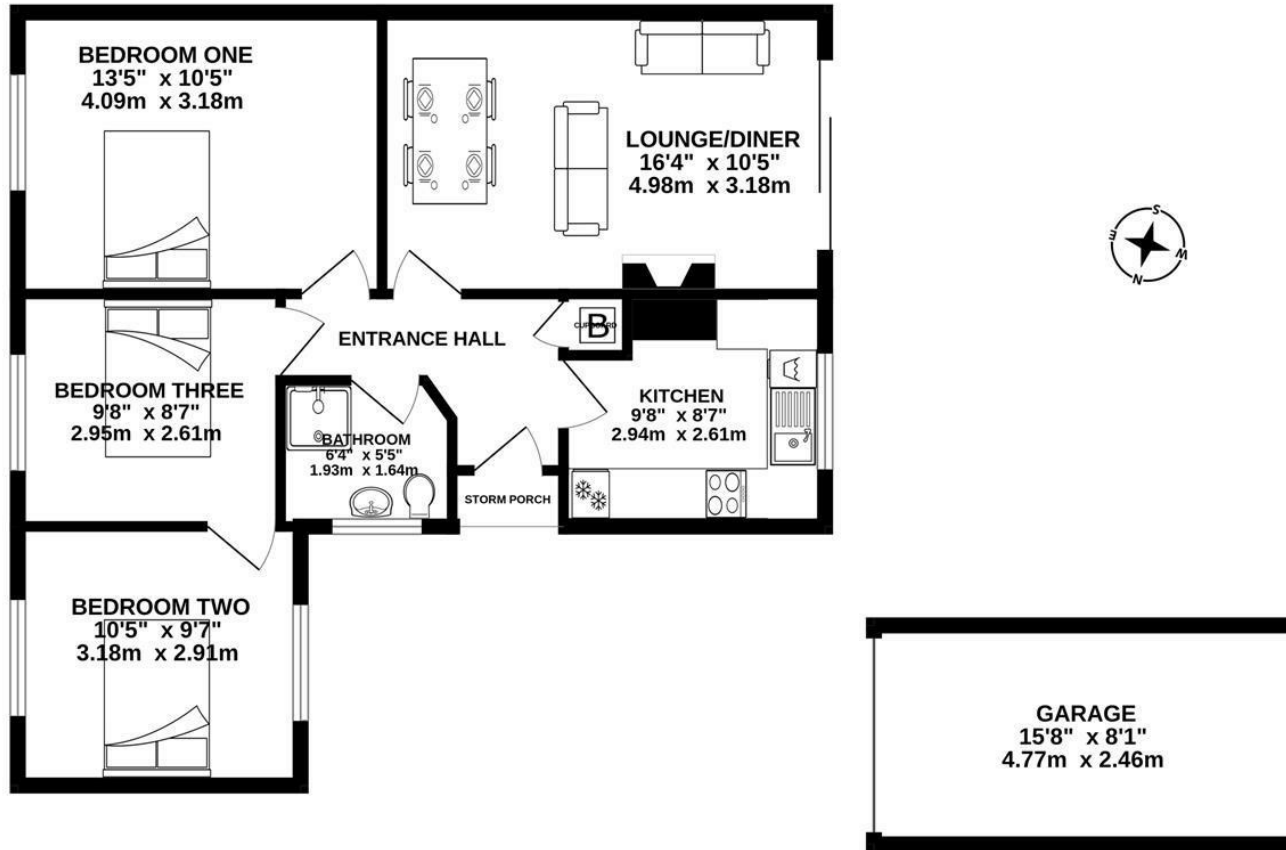 BEDROOM ONE
13'5" x 10'5"
4.09m x 3.18m
LOUNGE/DINER
16'4" x 10'5"
4.98m x 3.18m
S
E
W
N
ENTRANCE HALL
CUPBOARD
B
BEDROOM THREE
9'8" x 8'7"
2.95m x 2.61m
KITCHEN
9'8" x 8'7"
2.94m x 2.61m
BATHROOM
6'4" x 5'5"
1.93m x 1.64m
STORM PORCH
BEDROOM TWO
10'5" x 9'7"
3.18m x 2.91m
GARAGE
15'8" x 8'1"
4.77m x 2.46m